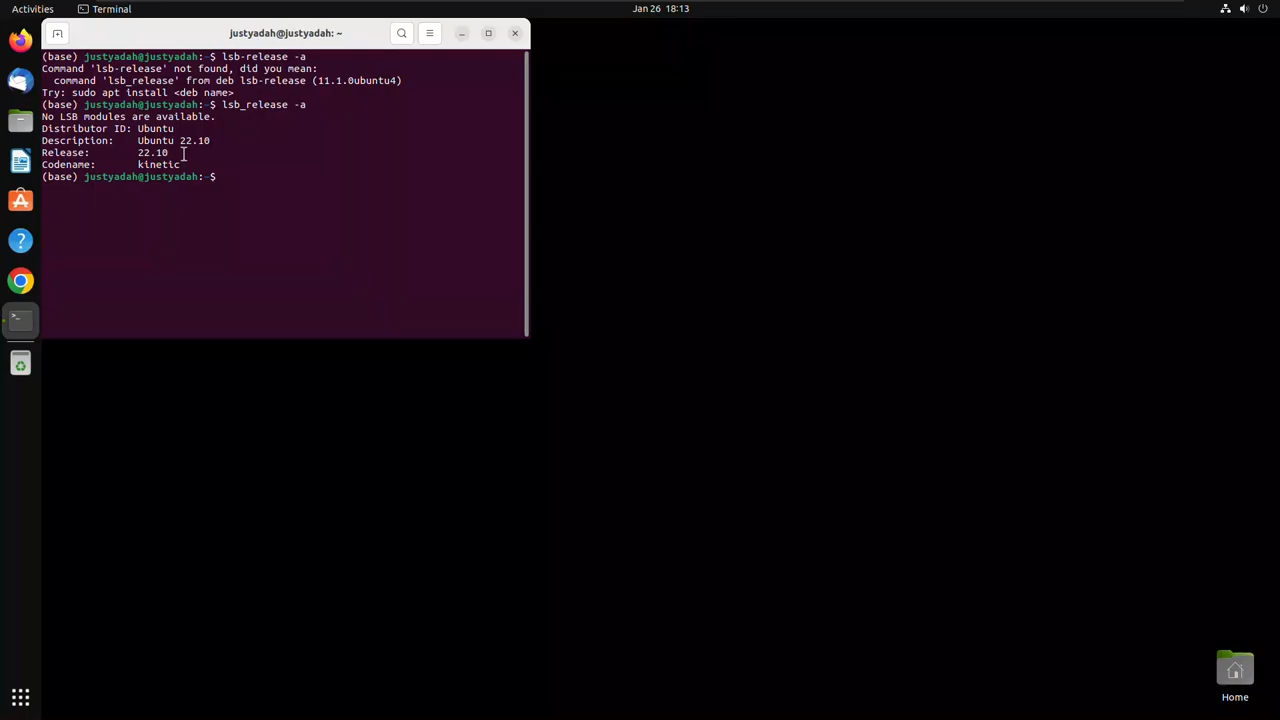 Activities
Terminal
Jan 26 18:13
justyadah@justyadah: ~
(base) justyadah@justyadah:~$ lsb-release -a
Command 'lsb-release' not found, did you mean:
  command 'lsb_release' from deb lsb-release (11.1.0ubuntu4)
Try: sudo apt install <deb name>
(base) justyadah@justyadah:~$ lsb_release -a
No LSB modules are available.
Distributor ID: Ubuntu
Description:    Ubuntu 22.10
Release:        22.10
Codename:       kinetic
(base) justyadah@justyadah:~$
Home